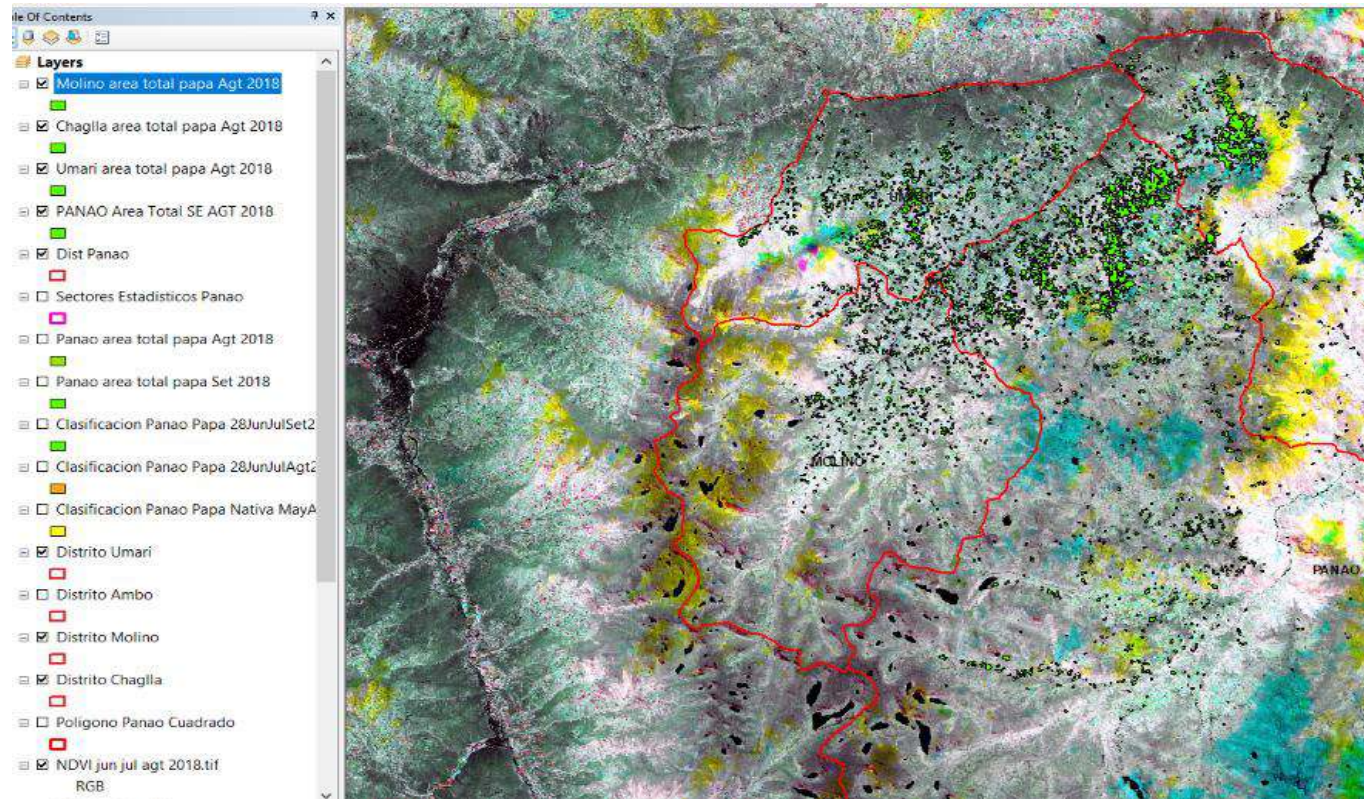 le Of Contents
Layers
Molino area total papa Agt 2018
Chaglla area total papa Agt 2018
Umari area total papa Agt 2018
PANAO Area Total SE AGT 2018
Dist Panao
Sectores Estadisticos Panao
Panao area total papa Agt 2018
Panao area total papa Set 2018
Clasificacion Panao Papa 28JunJulSet2
Clasificacion Panao Papa 28JunJulAgt2
Clasificacion Panao Papa Nativa MayA
Distrito Umari
Distrito Ambo
Distrito Molino
Distrito Chaglla
Poligono Panao Cuadrado
NDVI jun jul agt 2018.tif
RGB
MOLINO
PANAO